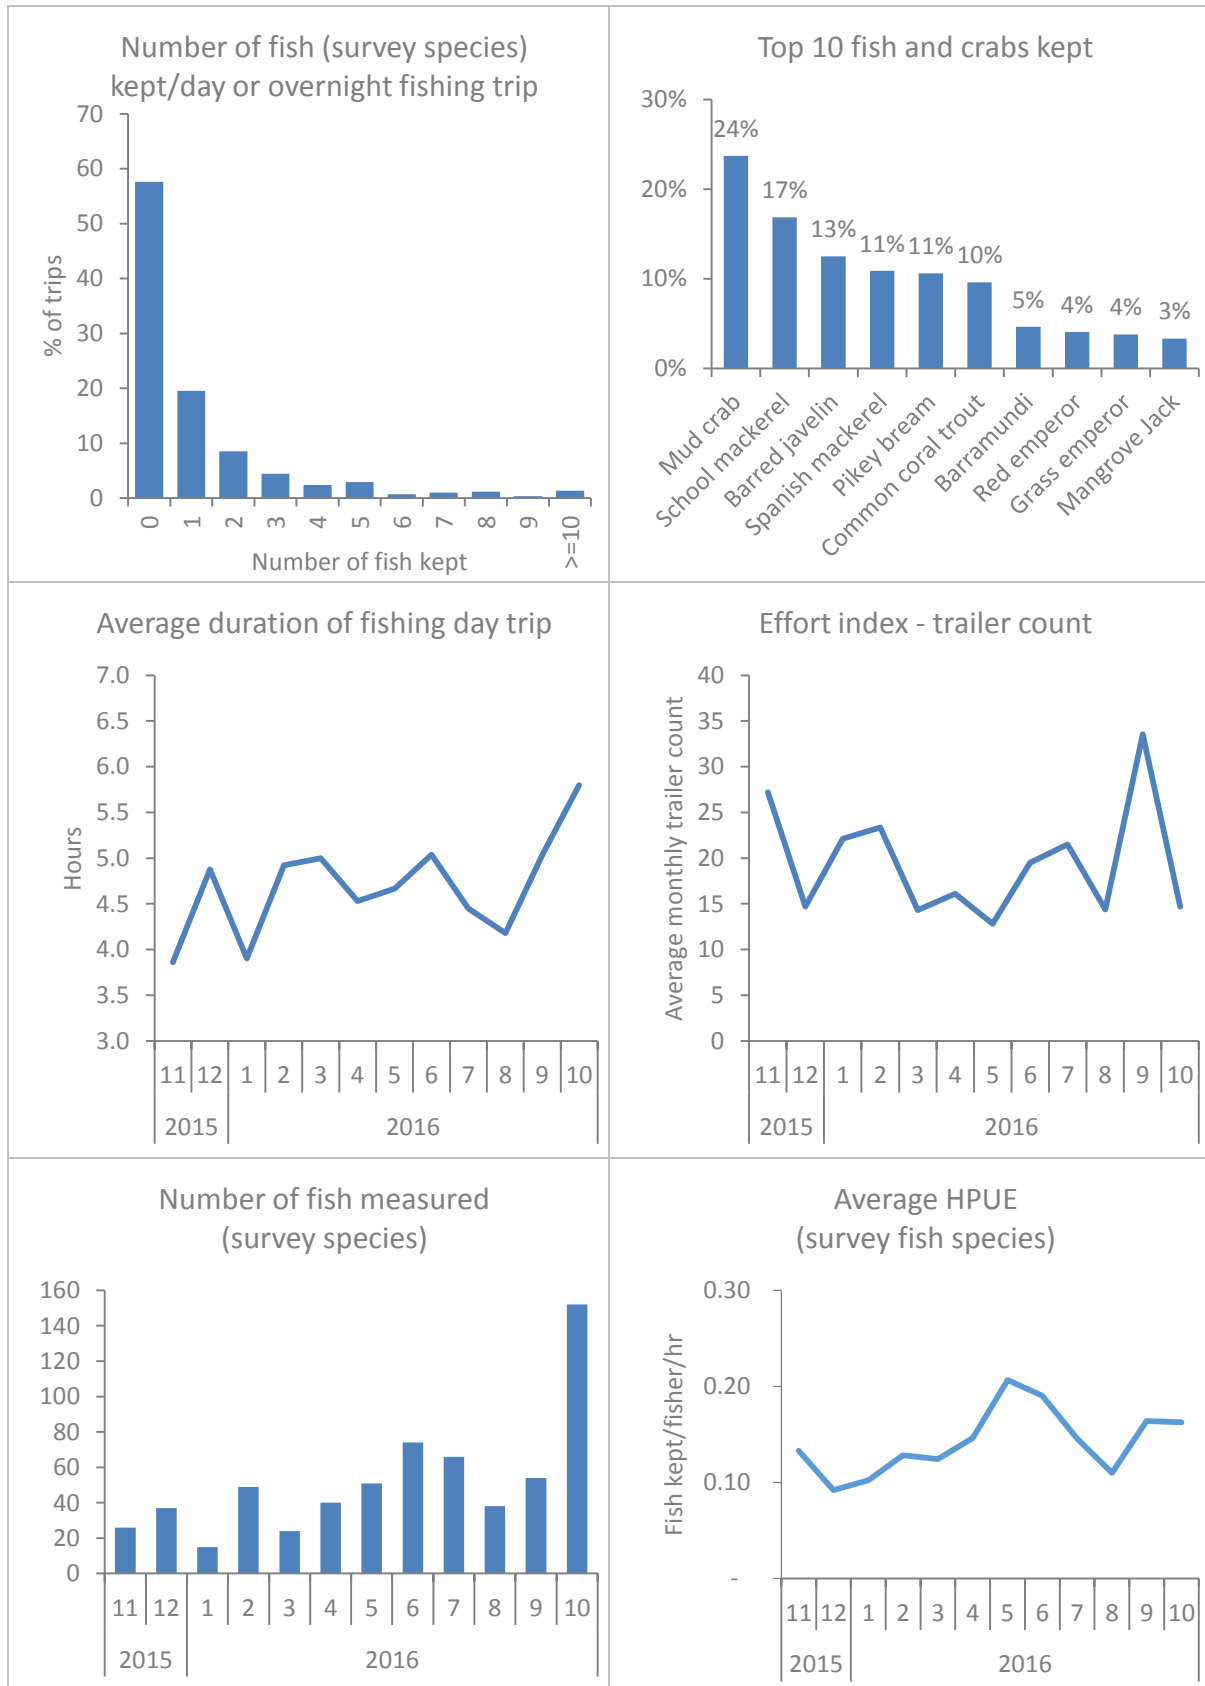 Number of fish (survey species)
kept/day or overnight fishing trip
70
60
50
40
30
20
10
0
% of trips
0 1 2 3 4 5 6 7 8 9 >=10
Number of fish kept
Top 10 fish and crabs kept
30%
20%
10%
0%
24% 17% 13% 11% 11% 10% 5% 4% 4% 3%
Mud crab
School mackerel
Barred javelin
Spanish mackerel
Pikey bream
Common coral trout
Barramundi
Red emperor
Grass emperor
Mangrove Jack
Average duration of fishing day trip
7.0
6.5
6.0
5.5
5.0
4.5
4.0
3.5
3.0
Hours
11 12 1 2 3 4 5 6 7 8 9 10
2015 2016
Effort index - trailer count
40
35
30
25
20
15
10
5
0
Average monthly trailer count
11 12 1 2 3 4 5 6 7 8 9 10
2015 2016
Number of fish measured
(survey species)
160
140
120
100
80
60
40
20
0
11 12 1 2 3 4 5 6 7 8 9 10
2015 2016
Average HPUE
(survey fish species)
0.30
0.20
0.10
-
Fish kept/fisher/hr
11 12 1 2 3 4 5 6 7 8 9 10
2015 2016